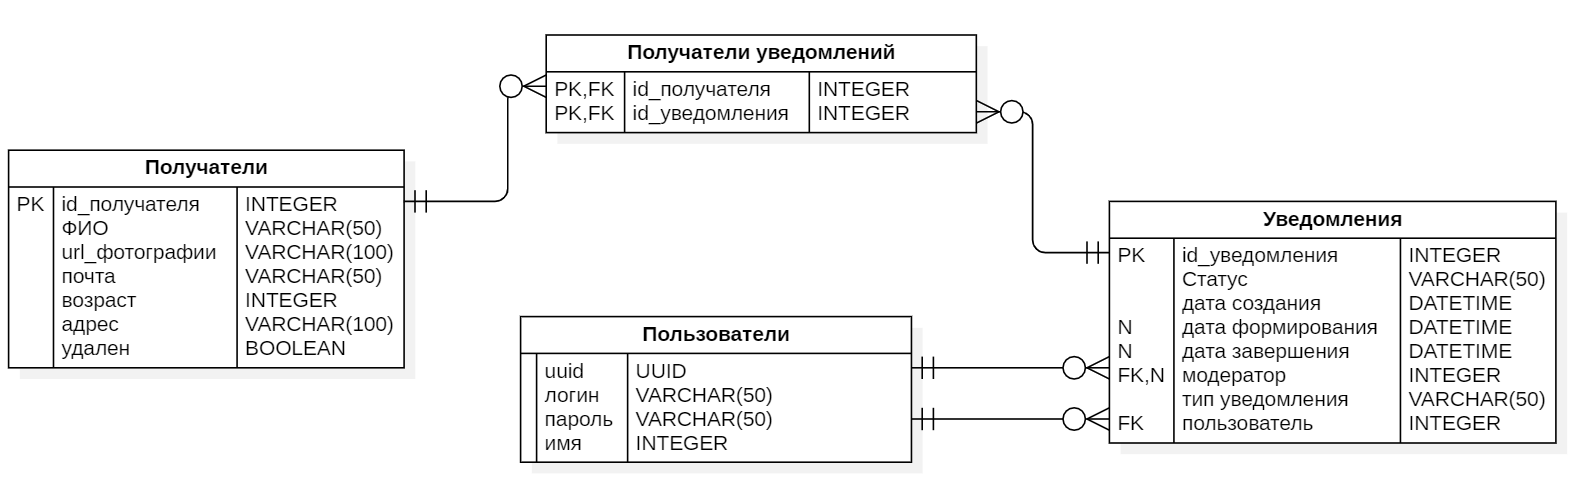 Получатели уведомлений
PK,FK id_получателя INTEGER
PK,FK id_уведомления INTEGER
Получатели
PK id_получателя INTEGER
ФИО VARCHAR(50)
url_фотографии VARCHAR(100)
почта VARCHAR(50)
возраст INTEGER
адрес VARCHAR(100)
удален BOOLEAN
Уведомления
PK id_уведомления INTEGER
Статус VARCHAR(50)
дата создания DATETIME
N дата формирования DATETIME
N дата завершения DATETIME
FK,N модератор INTEGER
тип уведомления VARCHAR(50)
FK пользователь INTEGER
Пользователи
uuid UUID
логин VARCHAR(50)
пароль VARCHAR(50)
имя INTEGER